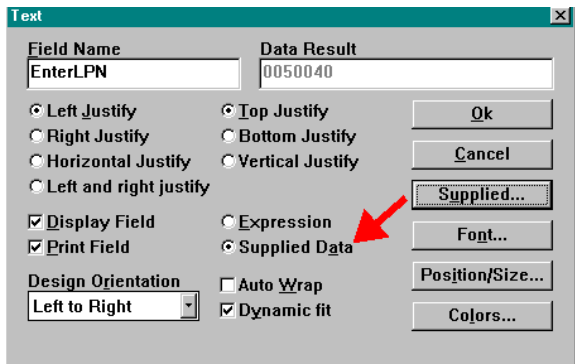 Text
Field Name Data Result
EnterLPN 0050040
Left Justify Top Justify Ok
Right Justify Bottom Justify
Horizontal Justify Vertical Justify Cancel
Left and right justify
Supplied...
Display Field Expression
Print Field Supplied Data Font...
Design Orientation Auto Wrap Position/Size...
Left to Right Dynamic fit Colors...